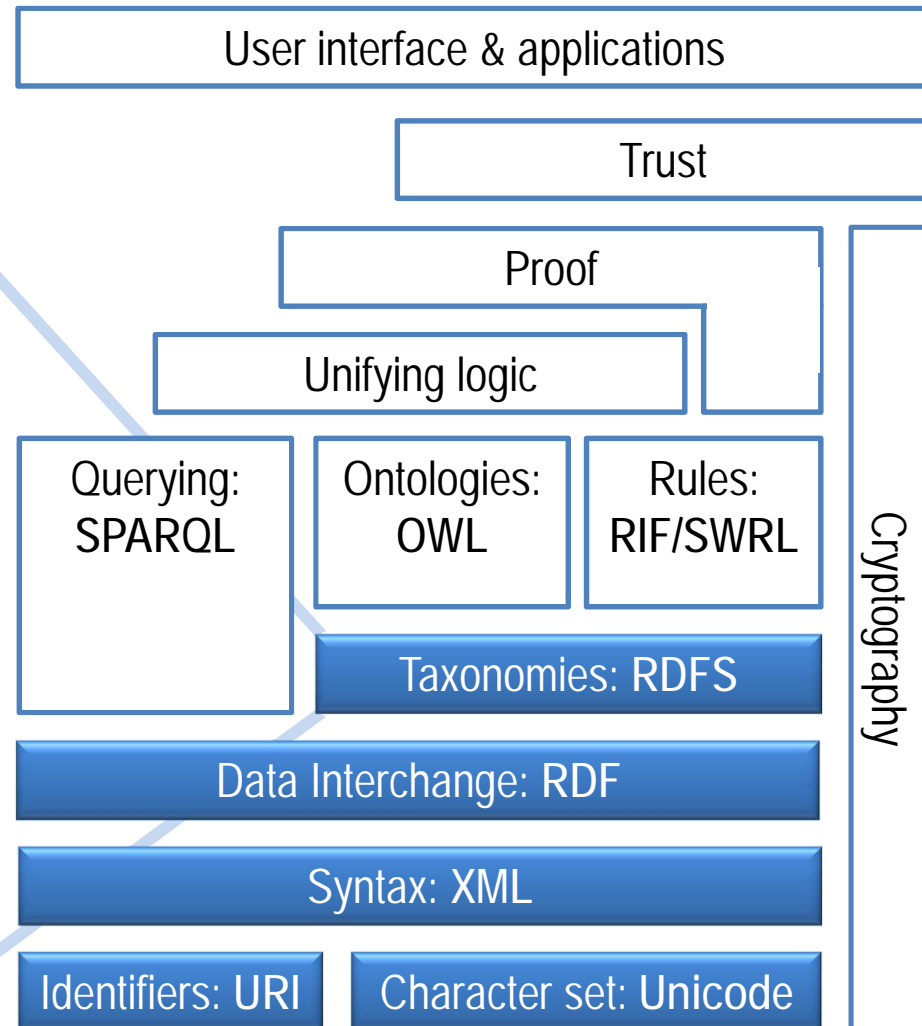 User interface & applications
Trust
Proof
Unifying logic
Querying:
SPARQL
Ontologies:
OWL
Rules:
RIF/SWRL
Cryptography
Taxonomies: RDFS
Data Interchange: RDF
Syntax: XML
Identifiers: URI
Character set: Unicode